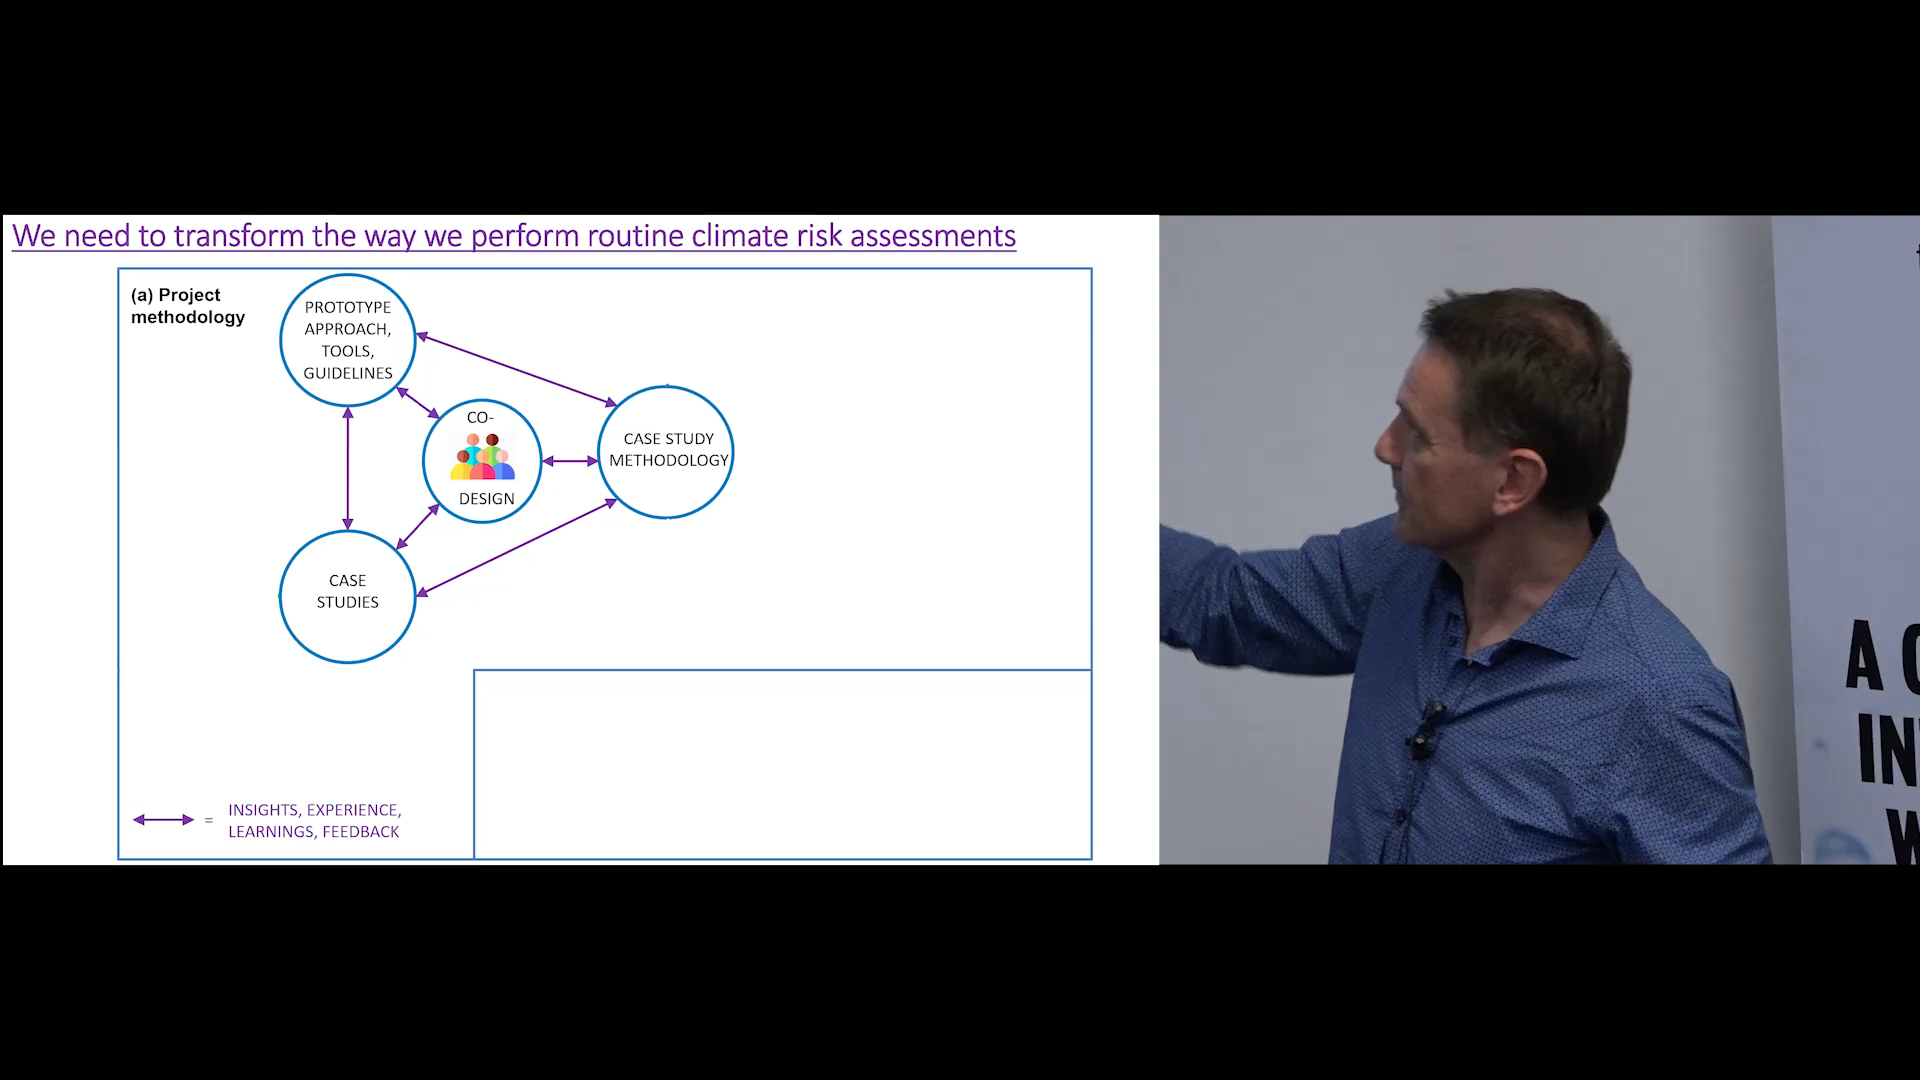 We need to transform the way we perform routine climate risk assessments
(a) Project
methodology
PROTOTYPE
APPROACH,
TOOLS,
GUIDELINES
CO-
DESIGN
CASE STUDY
METHODOLOGY
CASE
STUDIES
=
INSIGHTS, EXPERIENCE,
LEARNINGS, FEEDBACK
A